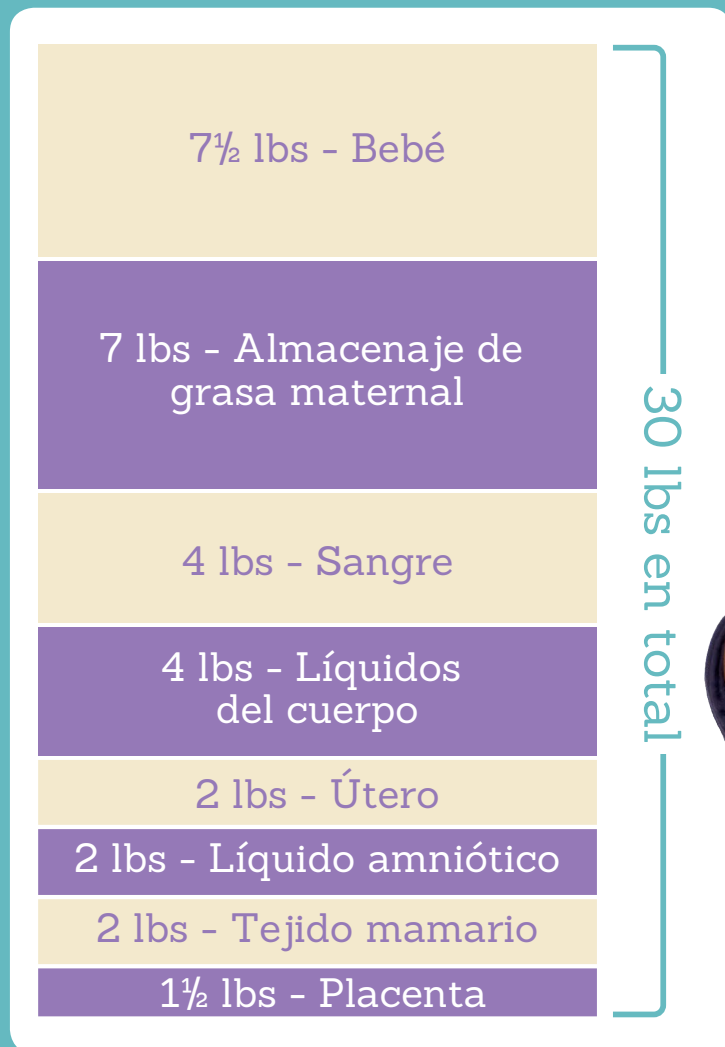 7½ lbs - Bebé
7 lbs - Almacenaje de
grasa maternal
4 lbs - Sangre
4 lbs - Líquidos
del cuerpo
2 lbs - Útero
2 lbs - Líquido amniótico
2 lbs - Tejido mamario
1½ lbs - Placenta
30 lbs en total